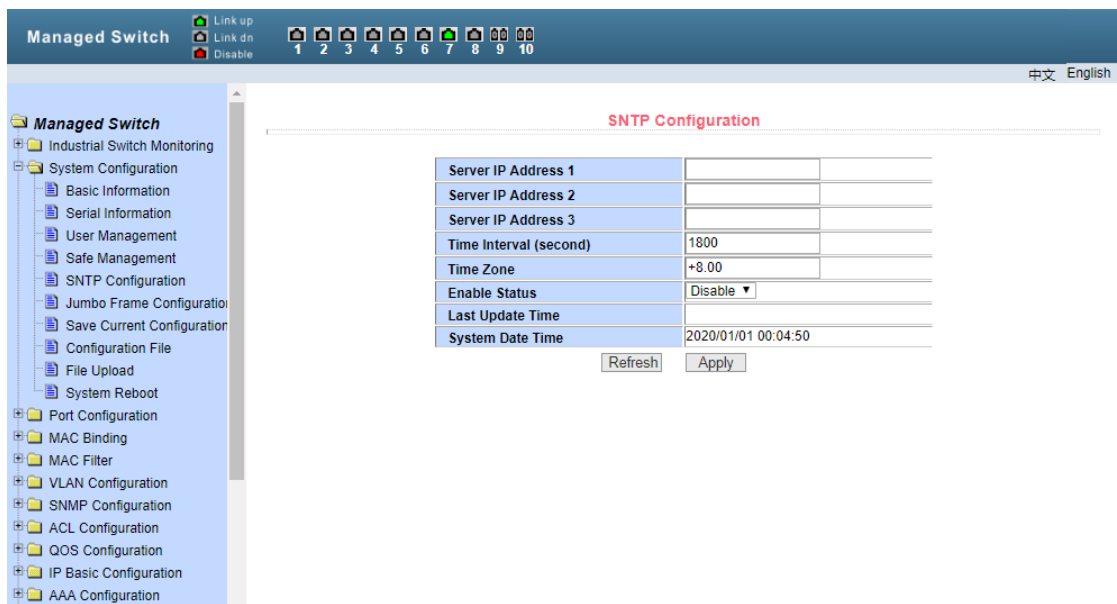 Managed Switch
Link up
Link dn
Disable
1 2 3 4 5 6 7 8 9 10
中文 English
Managed Switch
Industrial Switch Monitoring
System Configuration
Basic Information
Serial Information
User Management
Safe Management
SNTP Configuration
Jumbo Frame Configuratio
Save Current Configuration
Configuration File
File Upload
System Reboot
Port Configuration
MAC Binding
MAC Filter
VLAN Configuration
SNMP Configuration
ACL Configuration
QOS Configuration
IP Basic Configuration
AAA Configuration
SNTP Configuration
Server IP Address 1
Server IP Address 2
Server IP Address 3
Time Interval (second) 1800
Time Zone +8.00
Enable Status Disable
Last Update Time
System Date Time 2020/01/01 00:04:50
Refresh Apply